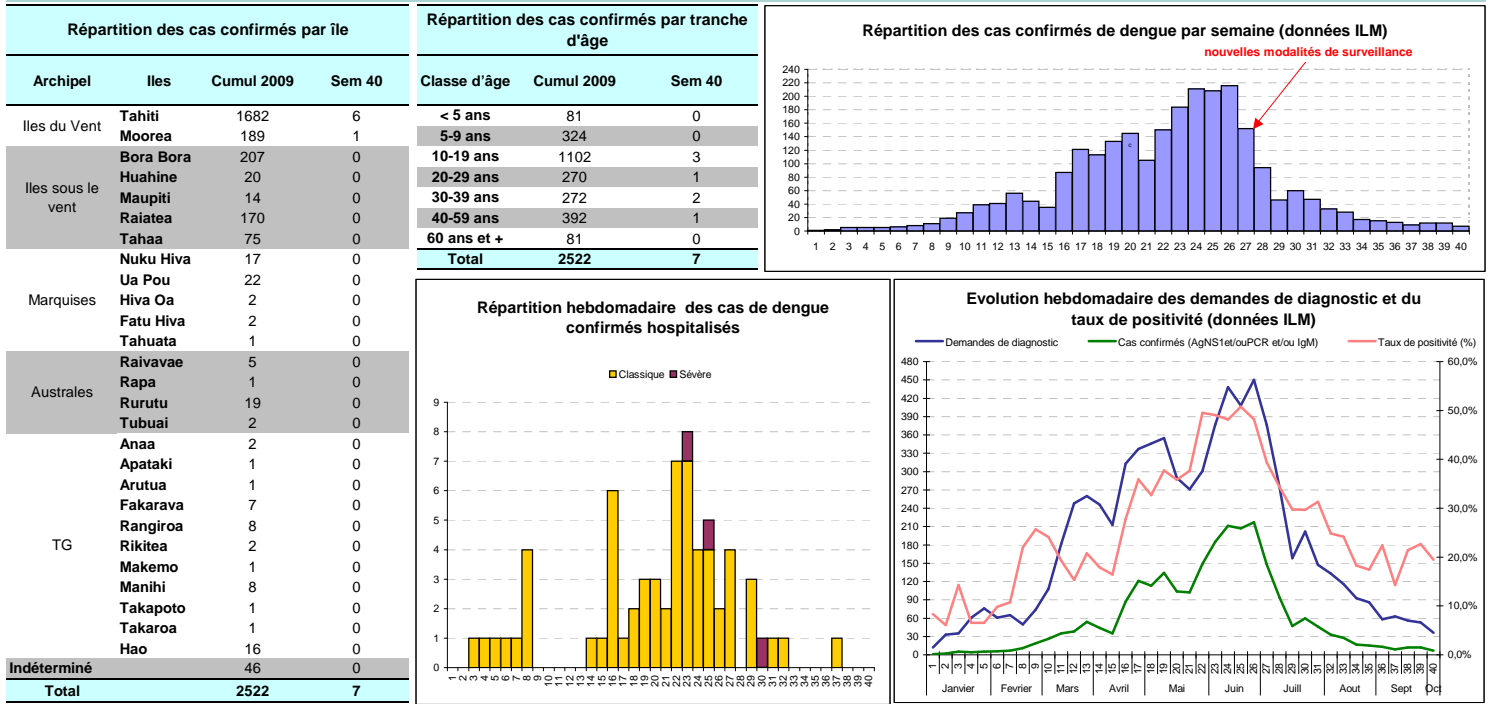 Répartition des cas confirmés par île
Archipel Iles Cumul 2009 Sem 40
Iles du Vent
Tahiti 1682 6
Moorea 189 1
Iles sous le vent
Bora Bora 207 0
Huahine 20 0
Maupiti 14 0
Raiatea 170 0
Tahaa 75 0
Marquises
Nuku Hiva 17 0
Ua Pou 22 0
Hiva Oa 2 0
Fatu Hiva 2 0
Tahuata 1 0
Australes
Raivavae 5 0
Rapa 1 0
Rurutu 19 0
Tubuai 2 0
TG
Anaa 2 0
Apataki 1 0
Arutua 1 0
Fakarava 7 0
Rangiroa 8 0
Rikitea 2 0
Makemo 1 0
Manihi 8 0
Takapoto 1 0
Takaroa 1 0
Hao 16 0
Indéterminé 46 0
Total 2522 7
Répartition des cas confirmés par tranche
d'âge
Classe d'âge Cumul 2009 Sem 40
< 5 ans 81 0
5-9 ans 324 0
10-19 ans 1102 3
20-29 ans 270 1
30-39 ans 272 2
40-59 ans 392 1
60 ans et + 81 0
Total 2522 7
Répartition des cas confirmés de dengue par semaine (données ILM)
nouvelles modalités de surveillance
240
220
200
180
160
140
120
100
80
60
40
20
0
c
1 2 3 4 5 6 7 8 9 10 11 12 13 14 15 16 17 18 19 20 21 22 23 24 25 26 27 28 29 30 31 32 33 34 35 36 37 38 39 40
Répartition hebdomadaire des cas de dengue
confirmés hospitalisés
Classique Sévère
9
8
7
6
5
4
3
2
1
0
1 2 3 4 5 6 7 8 9 10 11 12 13 14 15 16 17 18 19 20 21 22 23 24 25 26 27 28 29 30 31 32 33 34 35 36 37 38 39 40
Evolution hebdomadaire des demandes de diagnostic et du
taux de positivité (données ILM)
Demandes de diagnostic Cas confirmés (AgNS1et/ouPCR et/ou IgM) Taux de positivité (%)
480 60,0%
450
420
390 50,0%
360
330
300 40,0%
270
240 30,0%
210
180
150 20,0%
120
90 10,0%
60
30
0 0,0%
1 2 3 4 5 6 7 8 9 10 11 12 13 14 15 16 17 18 19 20 21 22 23 24 25 26 27 28 29 30 31 32 33 34 35 36 37 38 39 40
Janvier Fevrier Mars Avril Mai Juin Juill Aout Sept Oct